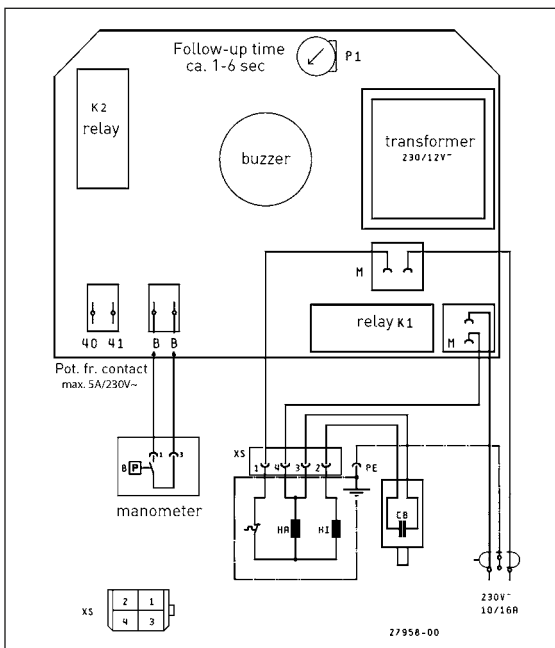 Follow-up time
ca. 1-6 sec
P1
K2
relay
buzzer
transformer
230/12V~
M
relay K1
M
40 41 B B
Pot. fr. contact
max. 5A/230V~
XS
1 4 3 2 PE
B P 1 3
manometer
HA HI
CB
230V~
10/16A
XS
2 1
4 3
27958-00